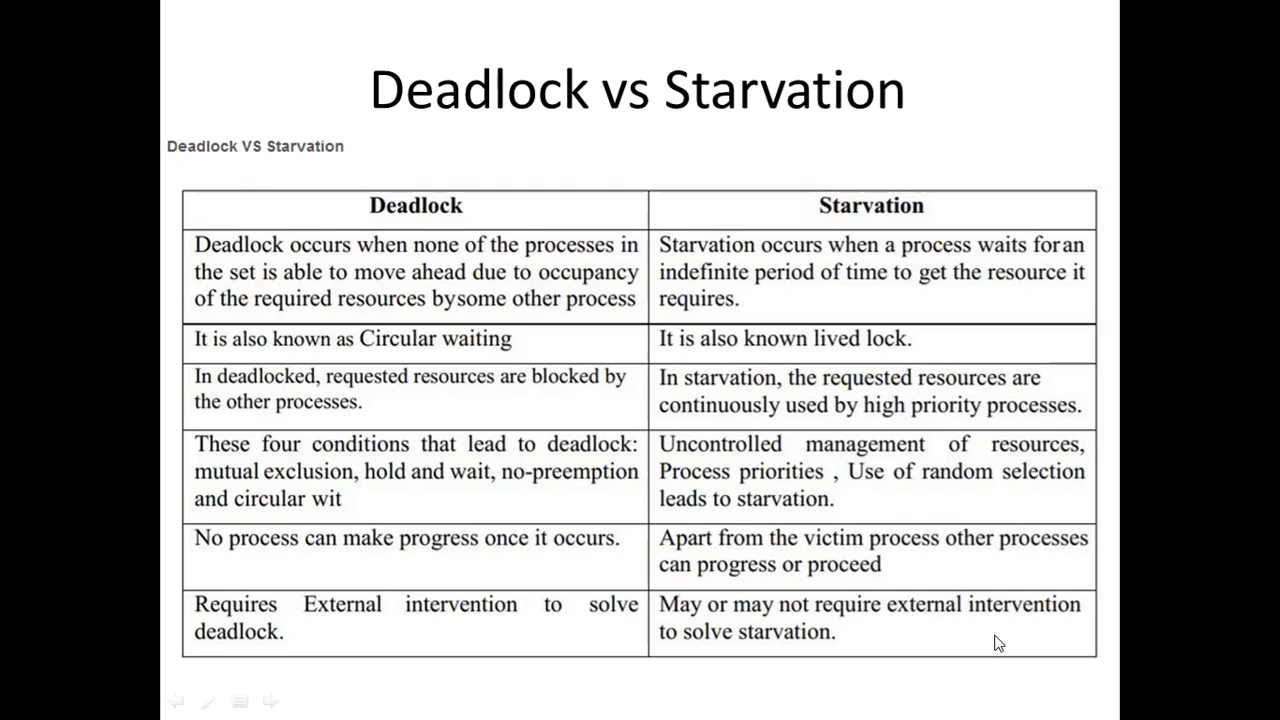 Deadlock vs Starvation
Deadlock VS Starvation
Deadlock
Starvation
Deadlock occurs when none of the processes in
the set is able to move ahead due to occupancy
of the required resources bysome other process
Starvation occurs when a process waits foran
indefinite period of time to get the resource it
requires.
It is also known as Circular waiting
It is also known lived lock.
In deadlocked, requested resources are blocked by
the other processes.
In starvation, the requested resources are
continuously used by high priority processes.
These four conditions that lead to deadlock:
mutual exclusion, hold and wait, no-preemption
and circular wit
Uncontrolled management of resources,
Process priorities , Use of random selection
leads to starvation.
No process can make progress once it occurs.
Apart from the victim process other processes
can progress or proceed
Requires External intervention to solve
deadlock.
May or may not require external intervention
to solve starvation.